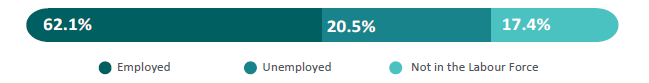 62.1% 20.5% 17.4%
Employed Unemployed Not in the Labour Force